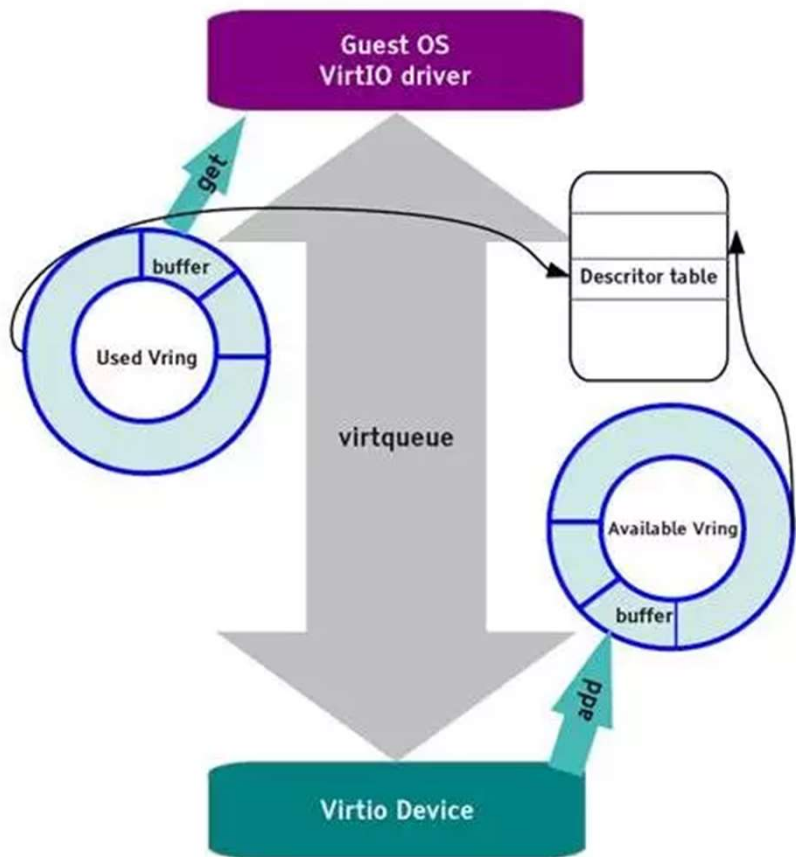 Guest OS
VirtIO driver
get
buffer
Used Vring
Descritor table
virtqueue
Available Vring
buffer
add
Virtio Device